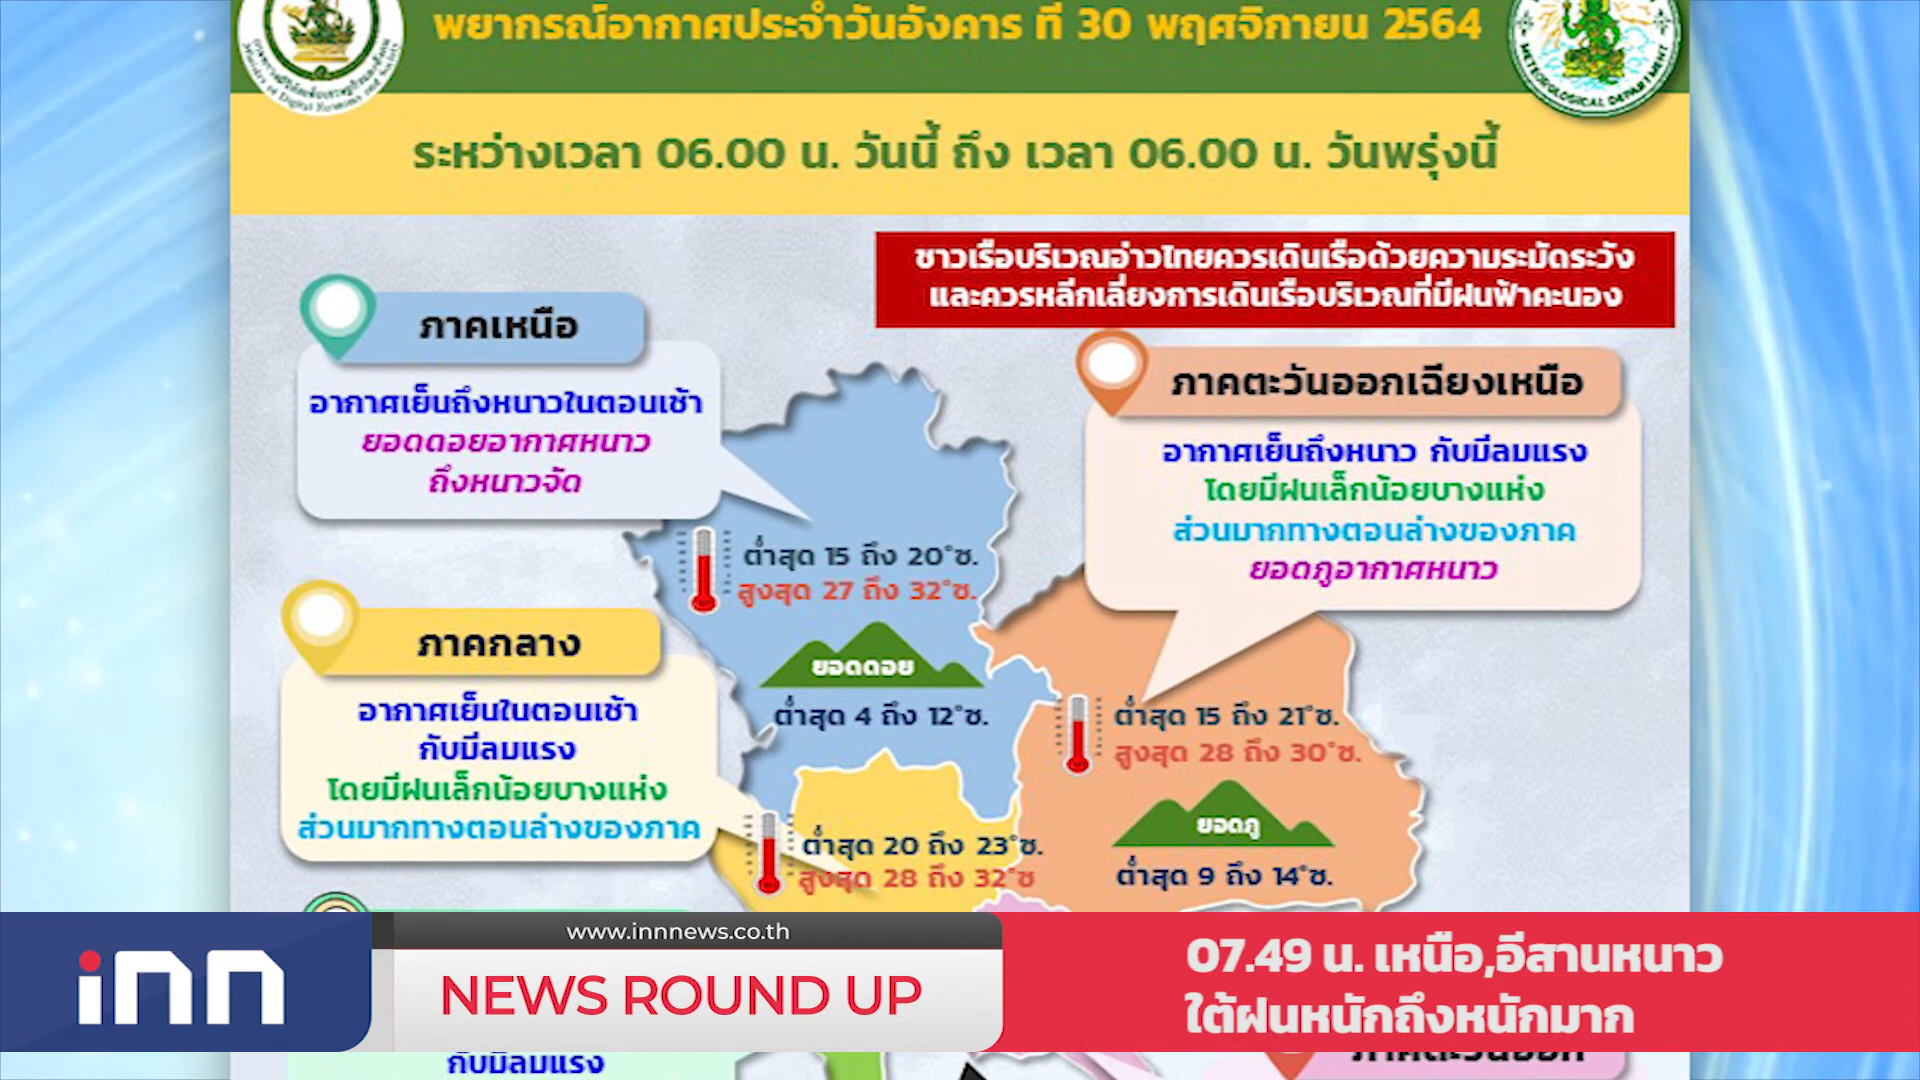 พยากรณ์อากาศประจำวันอังคาร ที่ 30 พฤศจิกายน 2564
METEOROLOGICAL DEPARTMENT
ระหว่างเวลา 06.00 น. วันนี้ ถึง เวลา 06.00 น. วันพรุ่งนี้
ชาวเรือบริเวณอ่าวไทยควรเดินเรือด้วยความระมัดระวัง
และควรหลีกเลี่ยงการเดินเรือบริเวณที่มีฝนฟ้าคะนอง
ภาคเหนือ
อากาศเย็นถึงหนาวในตอนเช้า
ยอดดอยอากาศหนาว
ถึงหนาวจัด
ภาคตะวันออกเฉียงเหนือ
อากาศเย็นถึงหนาว กับมีลมแรง
โดยมีฝนเล็กน้อยบางแห่ง
ส่วนมากทางตอนล่างของภาค
ยอดภูอากาศหนาว
ต่ำสุด 15 ถึง 20°ซ.
สูงสุด 27 ถึง 32°ซ.
ยอดดอย
ต่ำสุด 4 ถึง 12°ซ.
ภาคกลาง
อากาศเย็นในตอนเช้า
กับมีลมแรง
โดยมีฝนเล็กน้อยบางแห่ง
ส่วนมากทางตอนล่างของภาค
ต่ำสุด 15 ถึง 21°ซ.
สูงสุด 28 ถึง 30°ซ.
ยอดภู
ต่ำสุด 9 ถึง 14°ซ.
ต่ำสุด 20 ถึง 23°ซ.
สูงสุด 28 ถึง 32°ซ
inn
www.innnews.co.th
NEWS ROUND UP
07.49 น. เหนือ,อีสานหนาว
ใต้ฝนหนักถึงหนักมาก
กับมีลมแรง
ภาคตะวันออก